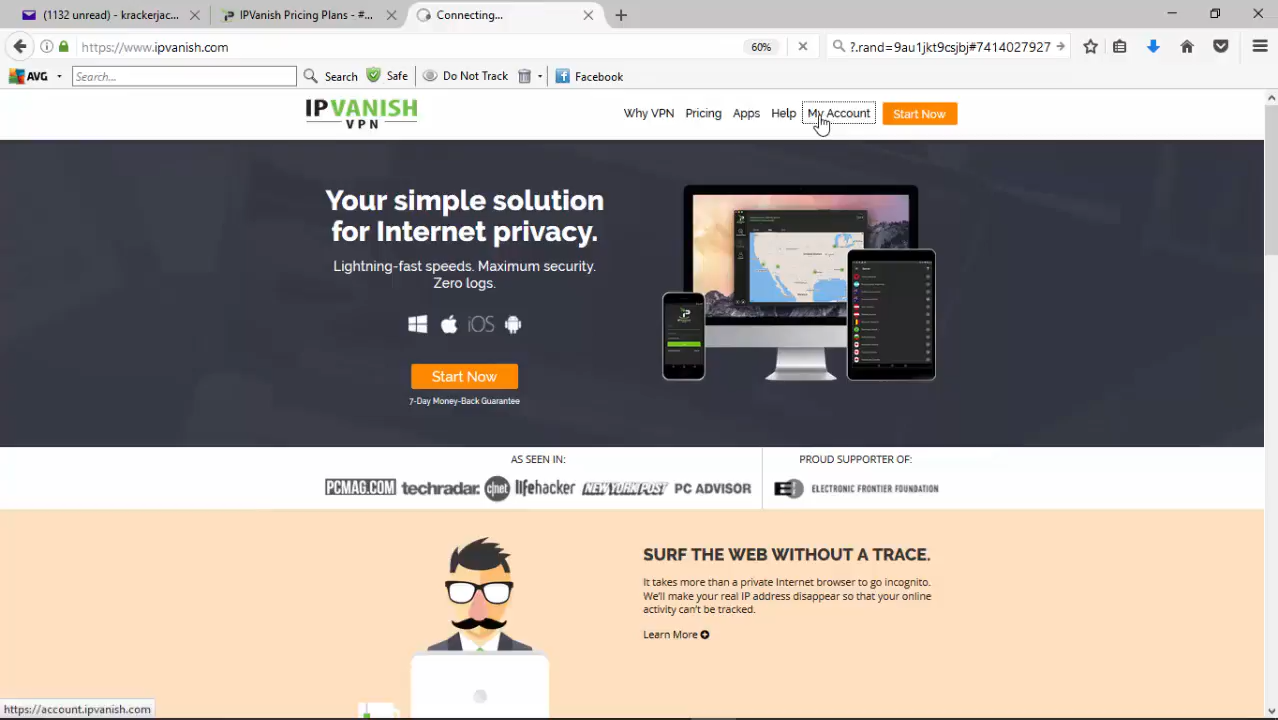 (1132 unread) - krackerjac...
IPVanish Pricing Plans - #...
Connecting...
https://www.ipvanish.com
60%
?.rand=9au1jkt9csjbj#7414027927
AVG
Search...
Search
Safe
Do Not Track
Facebook
IPVANISH
VPN
Why VPN
Pricing
Apps
Help
My Account
Start Now
Your simple solution
for Internet privacy.
Lightning-fast speeds. Maximum security.
Zero logs.
iOS
Start Now
7-Day Money-Back Guarantee
AS SEEN IN:
PCMAG.COM techradar. c|net lifehacker NEW YORK POST PC ADVISOR
PROUD SUPPORTER OF:
ELECTRONIC FRONTIER FOUNDATION
SURF THE WEB WITHOUT A TRACE.
It takes more than a private Internet browser to go incognito.
We'll make your real IP address disappear so that your online
activity can't be tracked.
Learn More
https://account.ipvanish.com